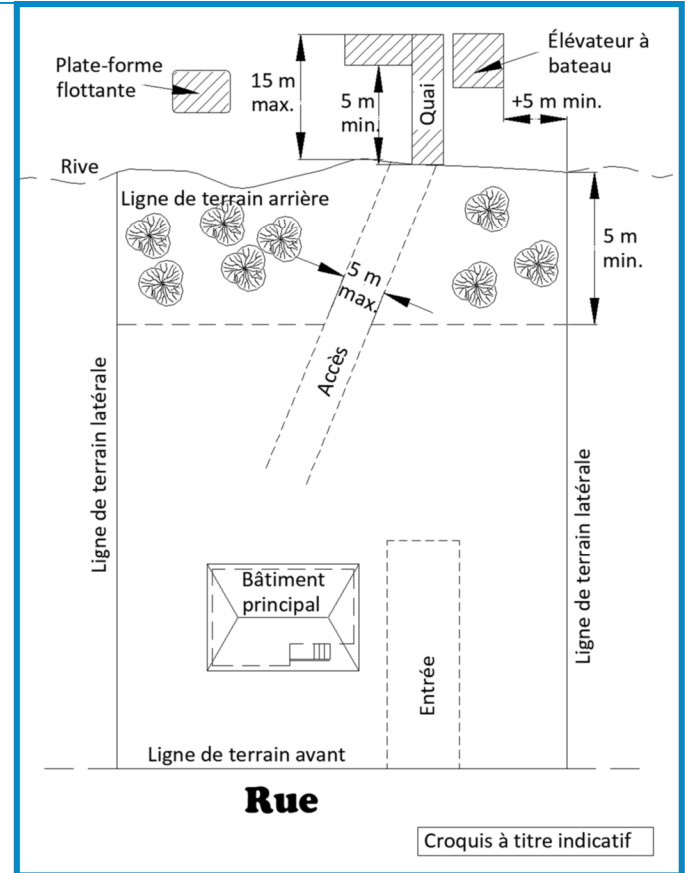 Plate-forme
flottante
15 m
max.
5 m
min.
Quai
Élévateur à
bateau
+5 m min.
Rive
Ligne de terrain arrière
5 m
min.
5 m
max.
Accès
Ligne de terrain latérale
Ligne de terrain latérale
Bâtiment
principal
Entrée
Ligne de terrain avant
Rue
Croquis à titre indicatif